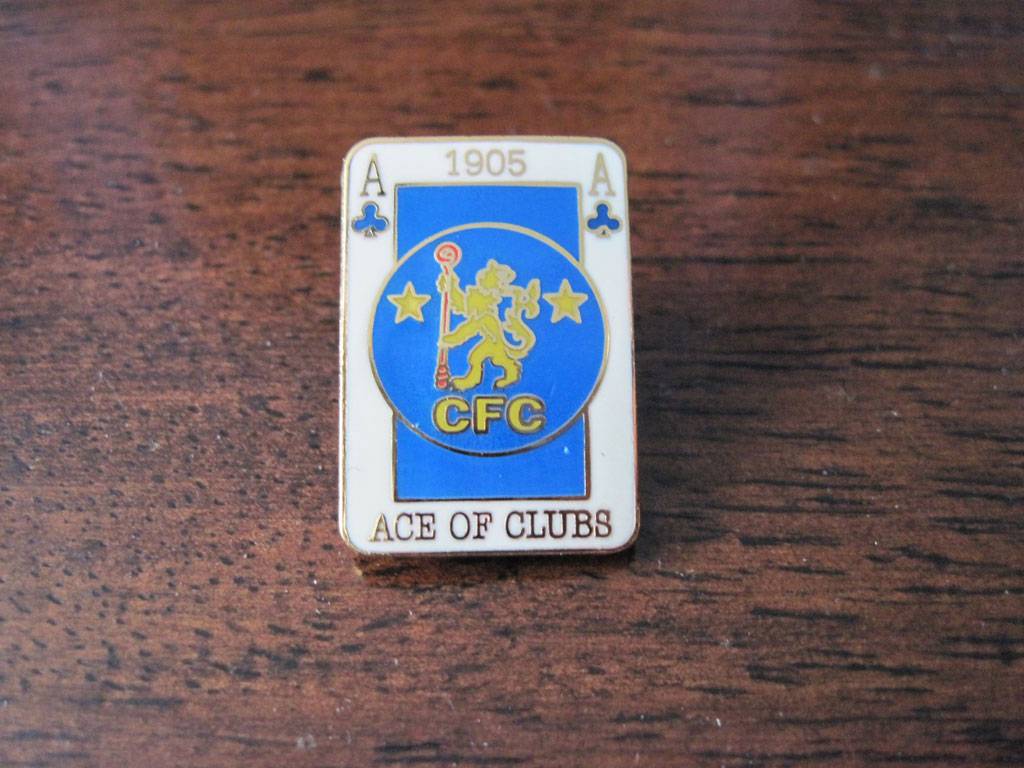 A 1905 A
CFC
ACE OF CLUBS